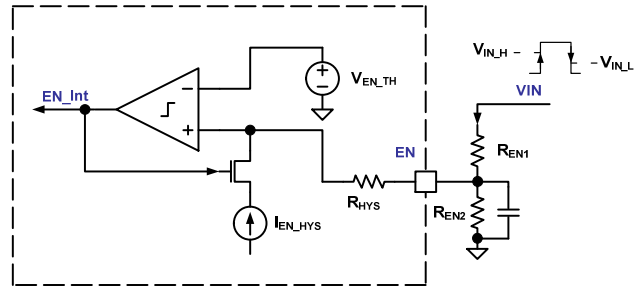 V_IN_H
V_IN_L
VIN
EN_Int
−
+
+
−
V_EN_TH
EN
R_EN1
R_HYS
R_EN2
I_EN_HYS